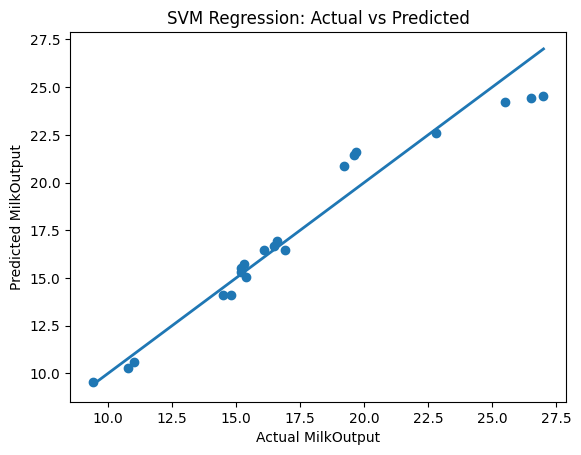 SVM Regression: Actual vs Predicted
27.5
25.0
22.5
20.0
17.5
15.0
12.5
10.0
Predicted MilkOutput
10.0 12.5 15.0 17.5 20.0 22.5 25.0 27.5
Actual MilkOutput